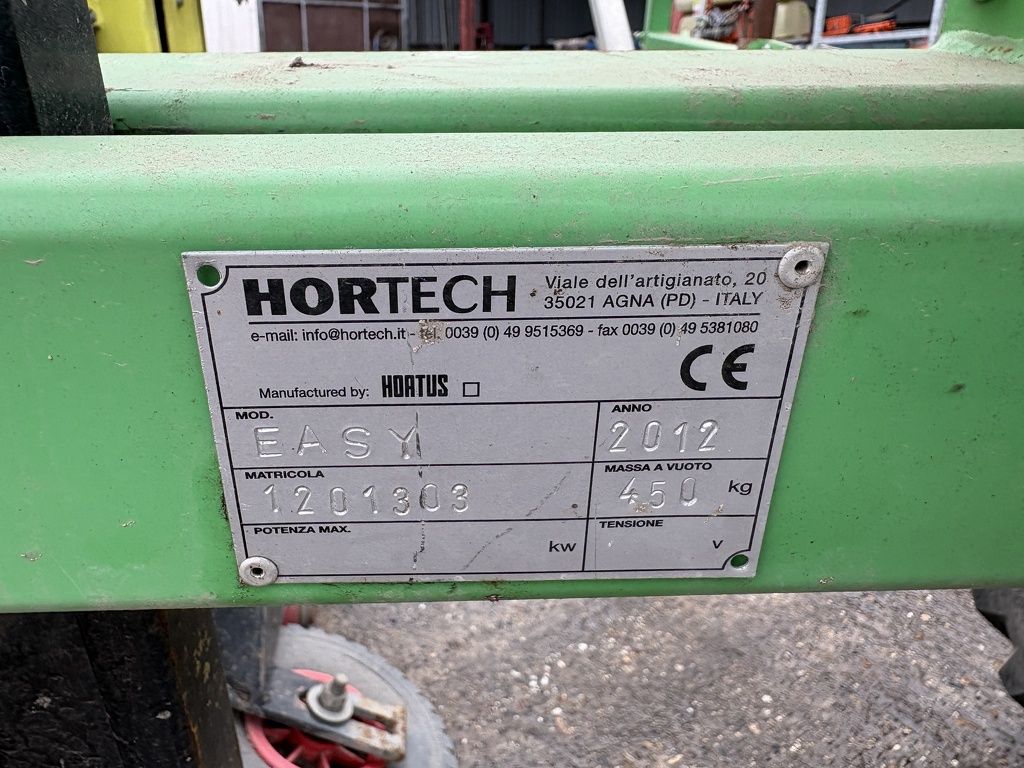 HORTECH
Viale dell'artigianato, 20
35021 AGNA (PD) - ITALY
e-mail: info@hortech.it - tel. 0039 (0) 49 9515369 - fax 0039 (0) 49 5381080
Manufactured by: HORTUS
CE
MOD.
EASY
ANNO
2012
MATRICOLA
1201303
MASSA A VUOTO
450 kg
POTENZA MAX.
kw
TENSIONE
V